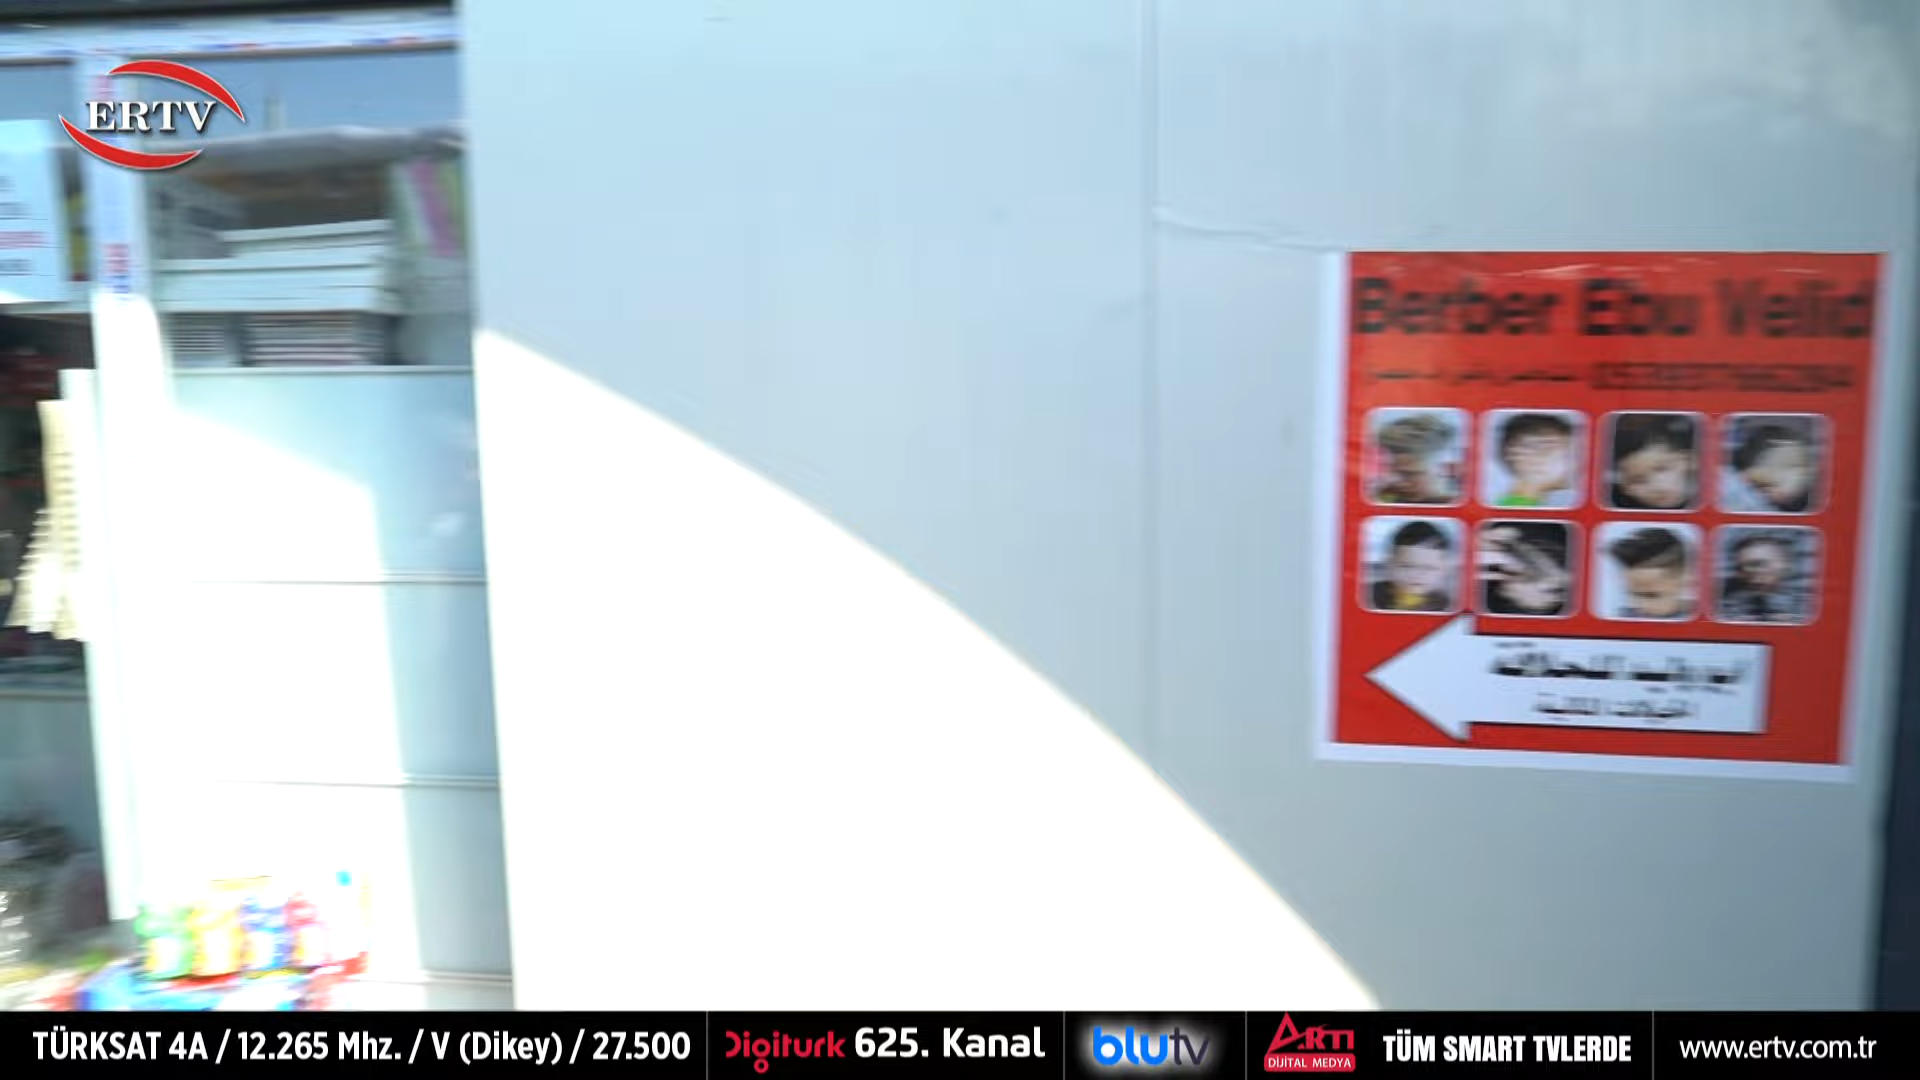 ERTV
Berber Ebu Velid
TÜRKSAT 4A / 12.265 Mhz. / V (Dikey) / 27.500
Digiturk 625. Kanal
blutv
ARTI
DİJİTAL MEDYA
TÜM SMART TVLERDE
www.ertv.com.tr